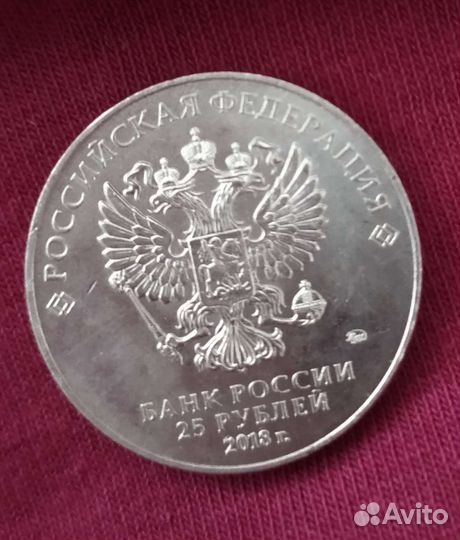 РОССИЙСКАЯ ФЕДЕРАЦИЯ
БАНК РОССИИ
25 РУБЛЕЙ
2018 г.
Avito